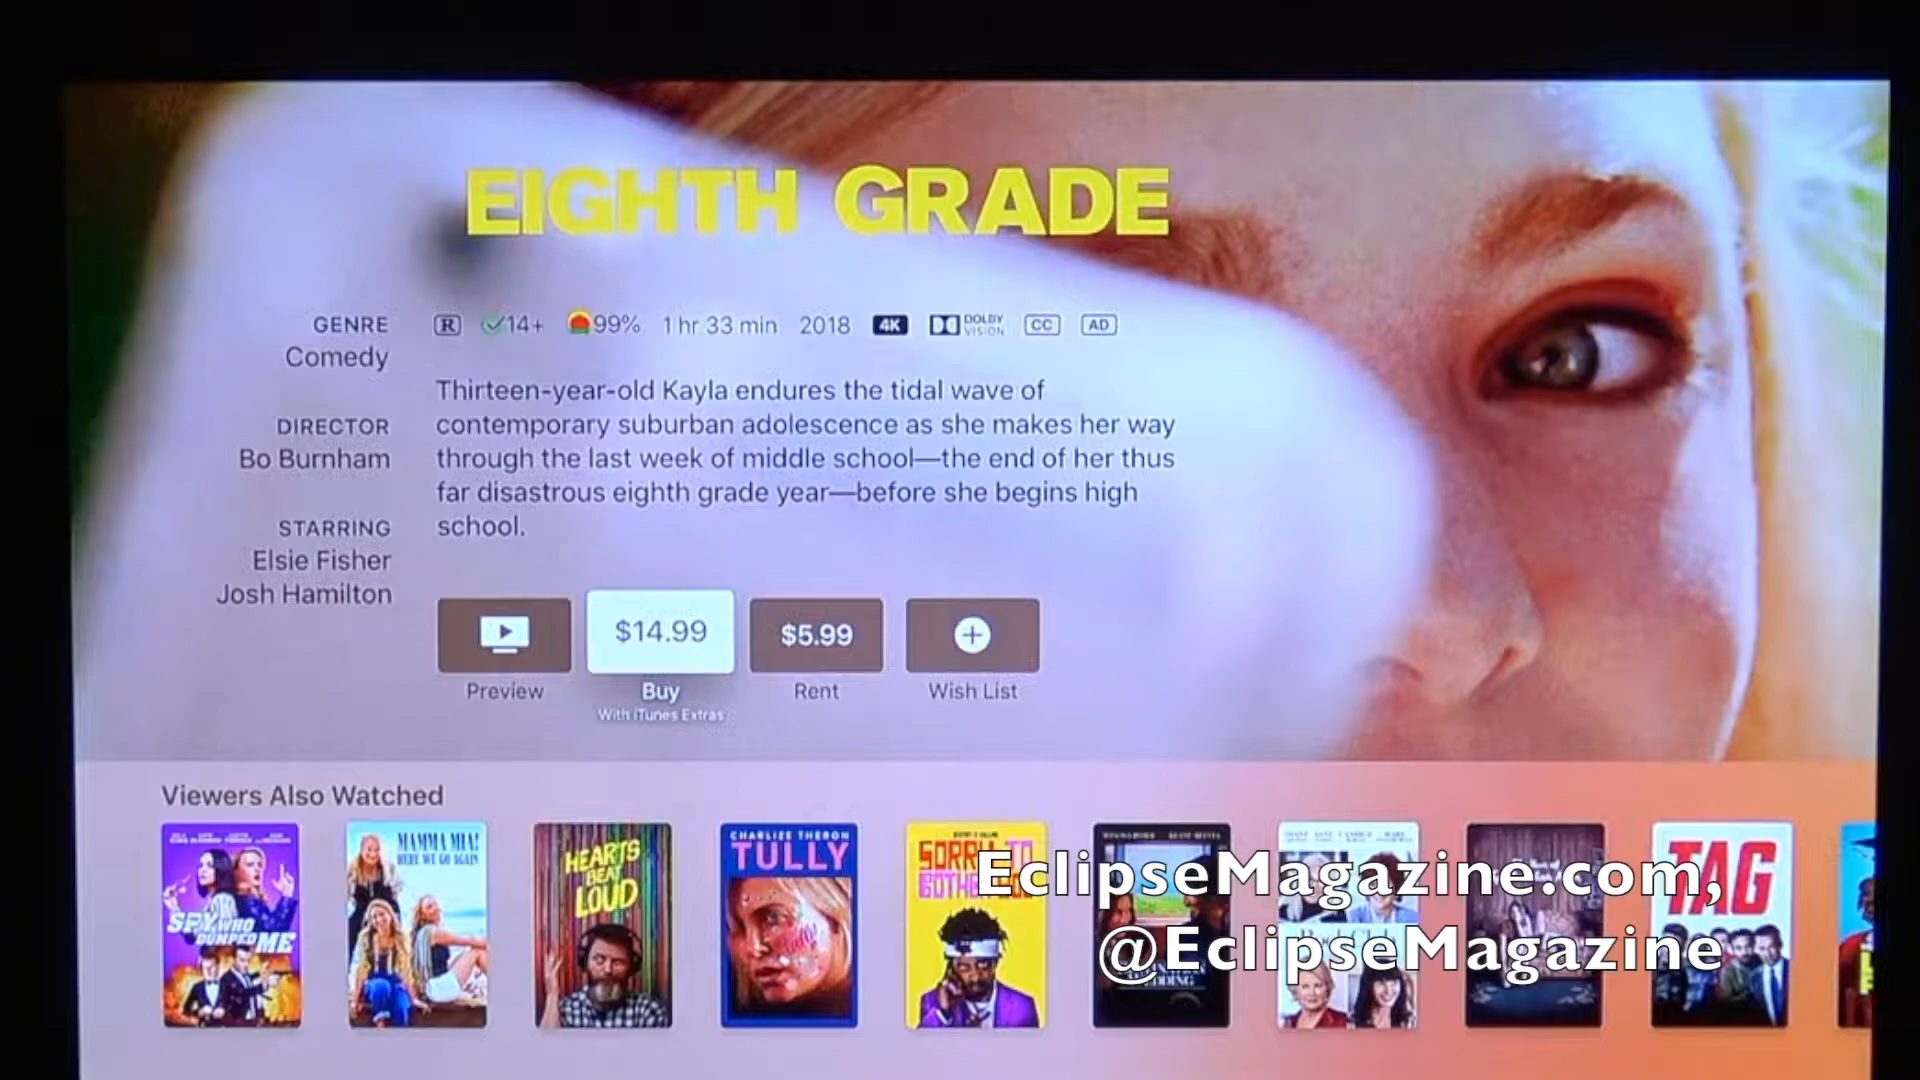 EIGHTH GRADE
GENRE
Comedy
DIRECTOR
Bo Burnham
STARRING
Elsie Fisher
Josh Hamilton
R 14+ 99% 1 hr 33 min 2018 4K DOLBY VISION CC AD
Thirteen-year-old Kayla endures the tidal wave of
contemporary suburban adolescence as she makes her way
through the last week of middle school—the end of her thus
far disastrous eighth grade year—before she begins high
school.
$14.99
$5.99
Preview
Buy
With iTunes Extras
Rent
Wish List
Viewers Also Watched
THE SPY WHO
DUMPED ME
MAMMA MIA!
HERE WE GO AGAIN
HEARTS
BEAT
LOUD
CHARLIZE THERON
TULLY
SORRY TO
TAG
EclipseMagazine.com,
@EclipseMagazine